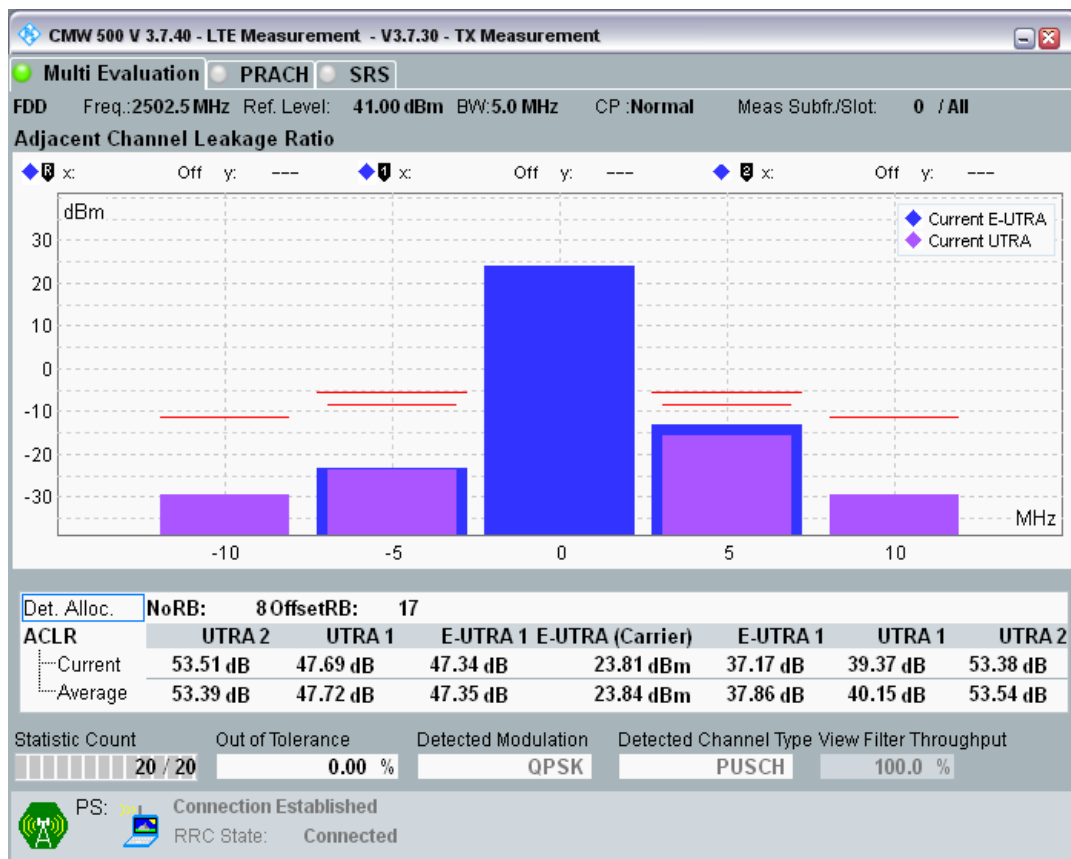 CMW 500 V 3.7.40 - LTE Measurement - V3.7.30 - TX Measurement
Multi Evaluation PRACH SRS
FDD Freq.:2502.5 MHz Ref. Level: 41.00 dBm BW:5.0 MHz CP :Normal Meas Subfr./Slot: 0 / All
Adjacent Channel Leakage Ratio
R x: Off y: --- 1 x: Off y: --- 2 x: Off y: ---
dBm
Current E-UTRA
Current UTRA
30
20
10
0
-10
-20
-30
MHz
-10 -5 0 5 10
Det. Alloc. NoRB: 8 OffsetRB: 17
ACLR UTRA 2 UTRA 1 E-UTRA 1 E-UTRA (Carrier) E-UTRA 1 UTRA 1 UTRA 2
Current 53.51 dB 47.69 dB 47.34 dB 23.81 dBm 37.17 dB 39.37 dB 53.38 dB
Average 53.39 dB 47.72 dB 47.35 dB 23.84 dBm 37.86 dB 40.15 dB 53.54 dB
Statistic Count Out of Tolerance Detected Modulation Detected Channel Type View Filter Throughput
20 / 20 0.00 % QPSK PUSCH 100.0 %
PS: Connection Established
RRC State: Connected